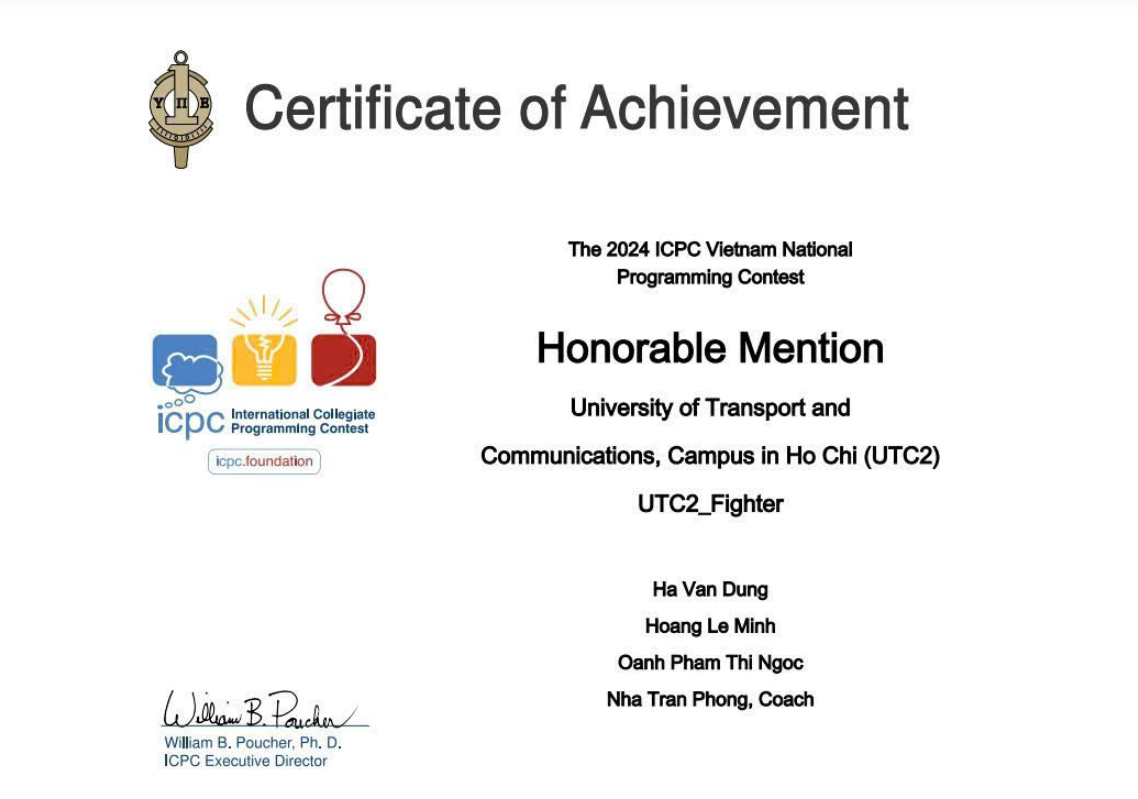 Certificate of Achievement
Υ Π Ε
The 2024 ICPC Vietnam National
Programming Contest
Honorable Mention
University of Transport and
Communications, Campus in Ho Chi (UTC2)
UTC2_Fighter
icpc International Collegiate
Programming Contest
icpc.foundation
Ha Van Dung
Hoang Le Minh
Oanh Pham Thi Ngoc
Nha Tran Phong, Coach
William B. Poucher
William B. Poucher, Ph. D.
ICPC Executive Director